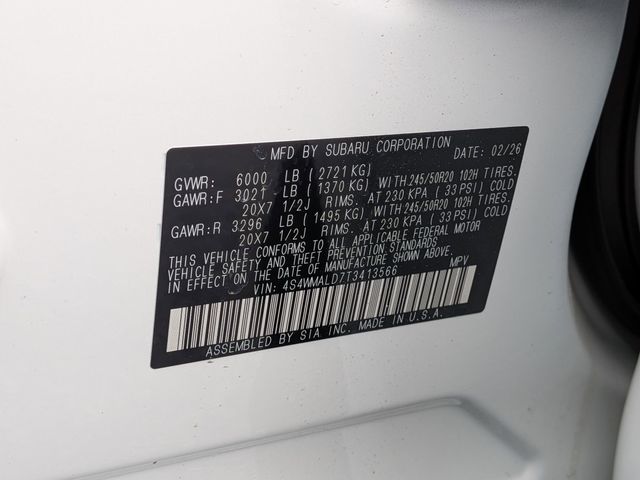 MFD BY SUBARU CORPORATION DATE: 02/26
GVWR: 6000 LB ( 2721 KG)
GAWR:F 3021 LB ( 1370 KG) WITH 245/50R20 102H TIRES.
20X7 1/2J RIMS. AT 230 KPA ( 33 PSI) COLD
GAWR:R 3296 LB ( 1495 KG) WITH 245/50R20 102H TIRES.
20X7 1/2J RIMS. AT 230 KPA ( 33 PSI) COLD
THIS VEHICLE CONFORMS TO ALL APPLICABLE FEDERAL MOTOR
VEHICLE SAFETY AND THEFT PREVENTION STANDARDS
IN EFFECT ON THE DATE OF MANUFACTURE SHOWN ABOVE.
VIN: 4S4WMALD7T3413566 MPV
ASSEMBLED BY SIA INC. MADE IN U.S.A.